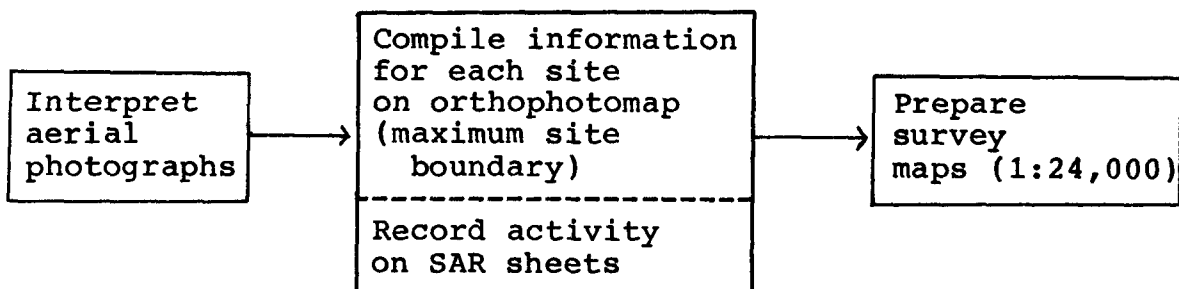 Interpret
aerial
photographs
Compile information
for each site
on orthophotomap
(maximum site
boundary)
Record activity
on SAR sheets
Prepare
survey
maps (1:24,000)